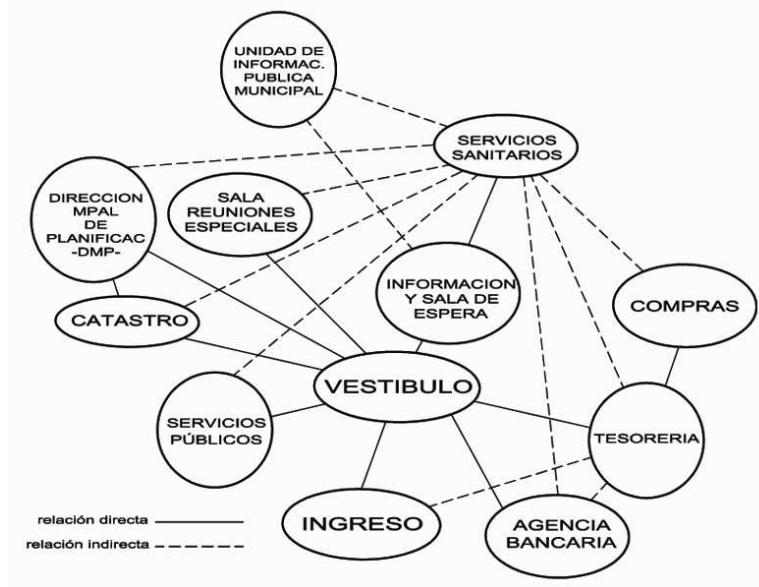 UNIDAD DE
INFORMAC.
PUBLICA
MUNICIPAL
SERVICIOS
SANITARIOS
DIRECCION
MPAL
DE
PLANIFICAC
-DMP-
SALA
REUNIONES
ESPECIALES
INFORMACION
Y SALA DE
ESPERA
COMPRAS
CATASTRO
VESTIBULO
SERVICIOS
PÚBLICOS
TESORERIA
INGRESO
AGENCIA
BANCARIA
relación directa
relación indirecta